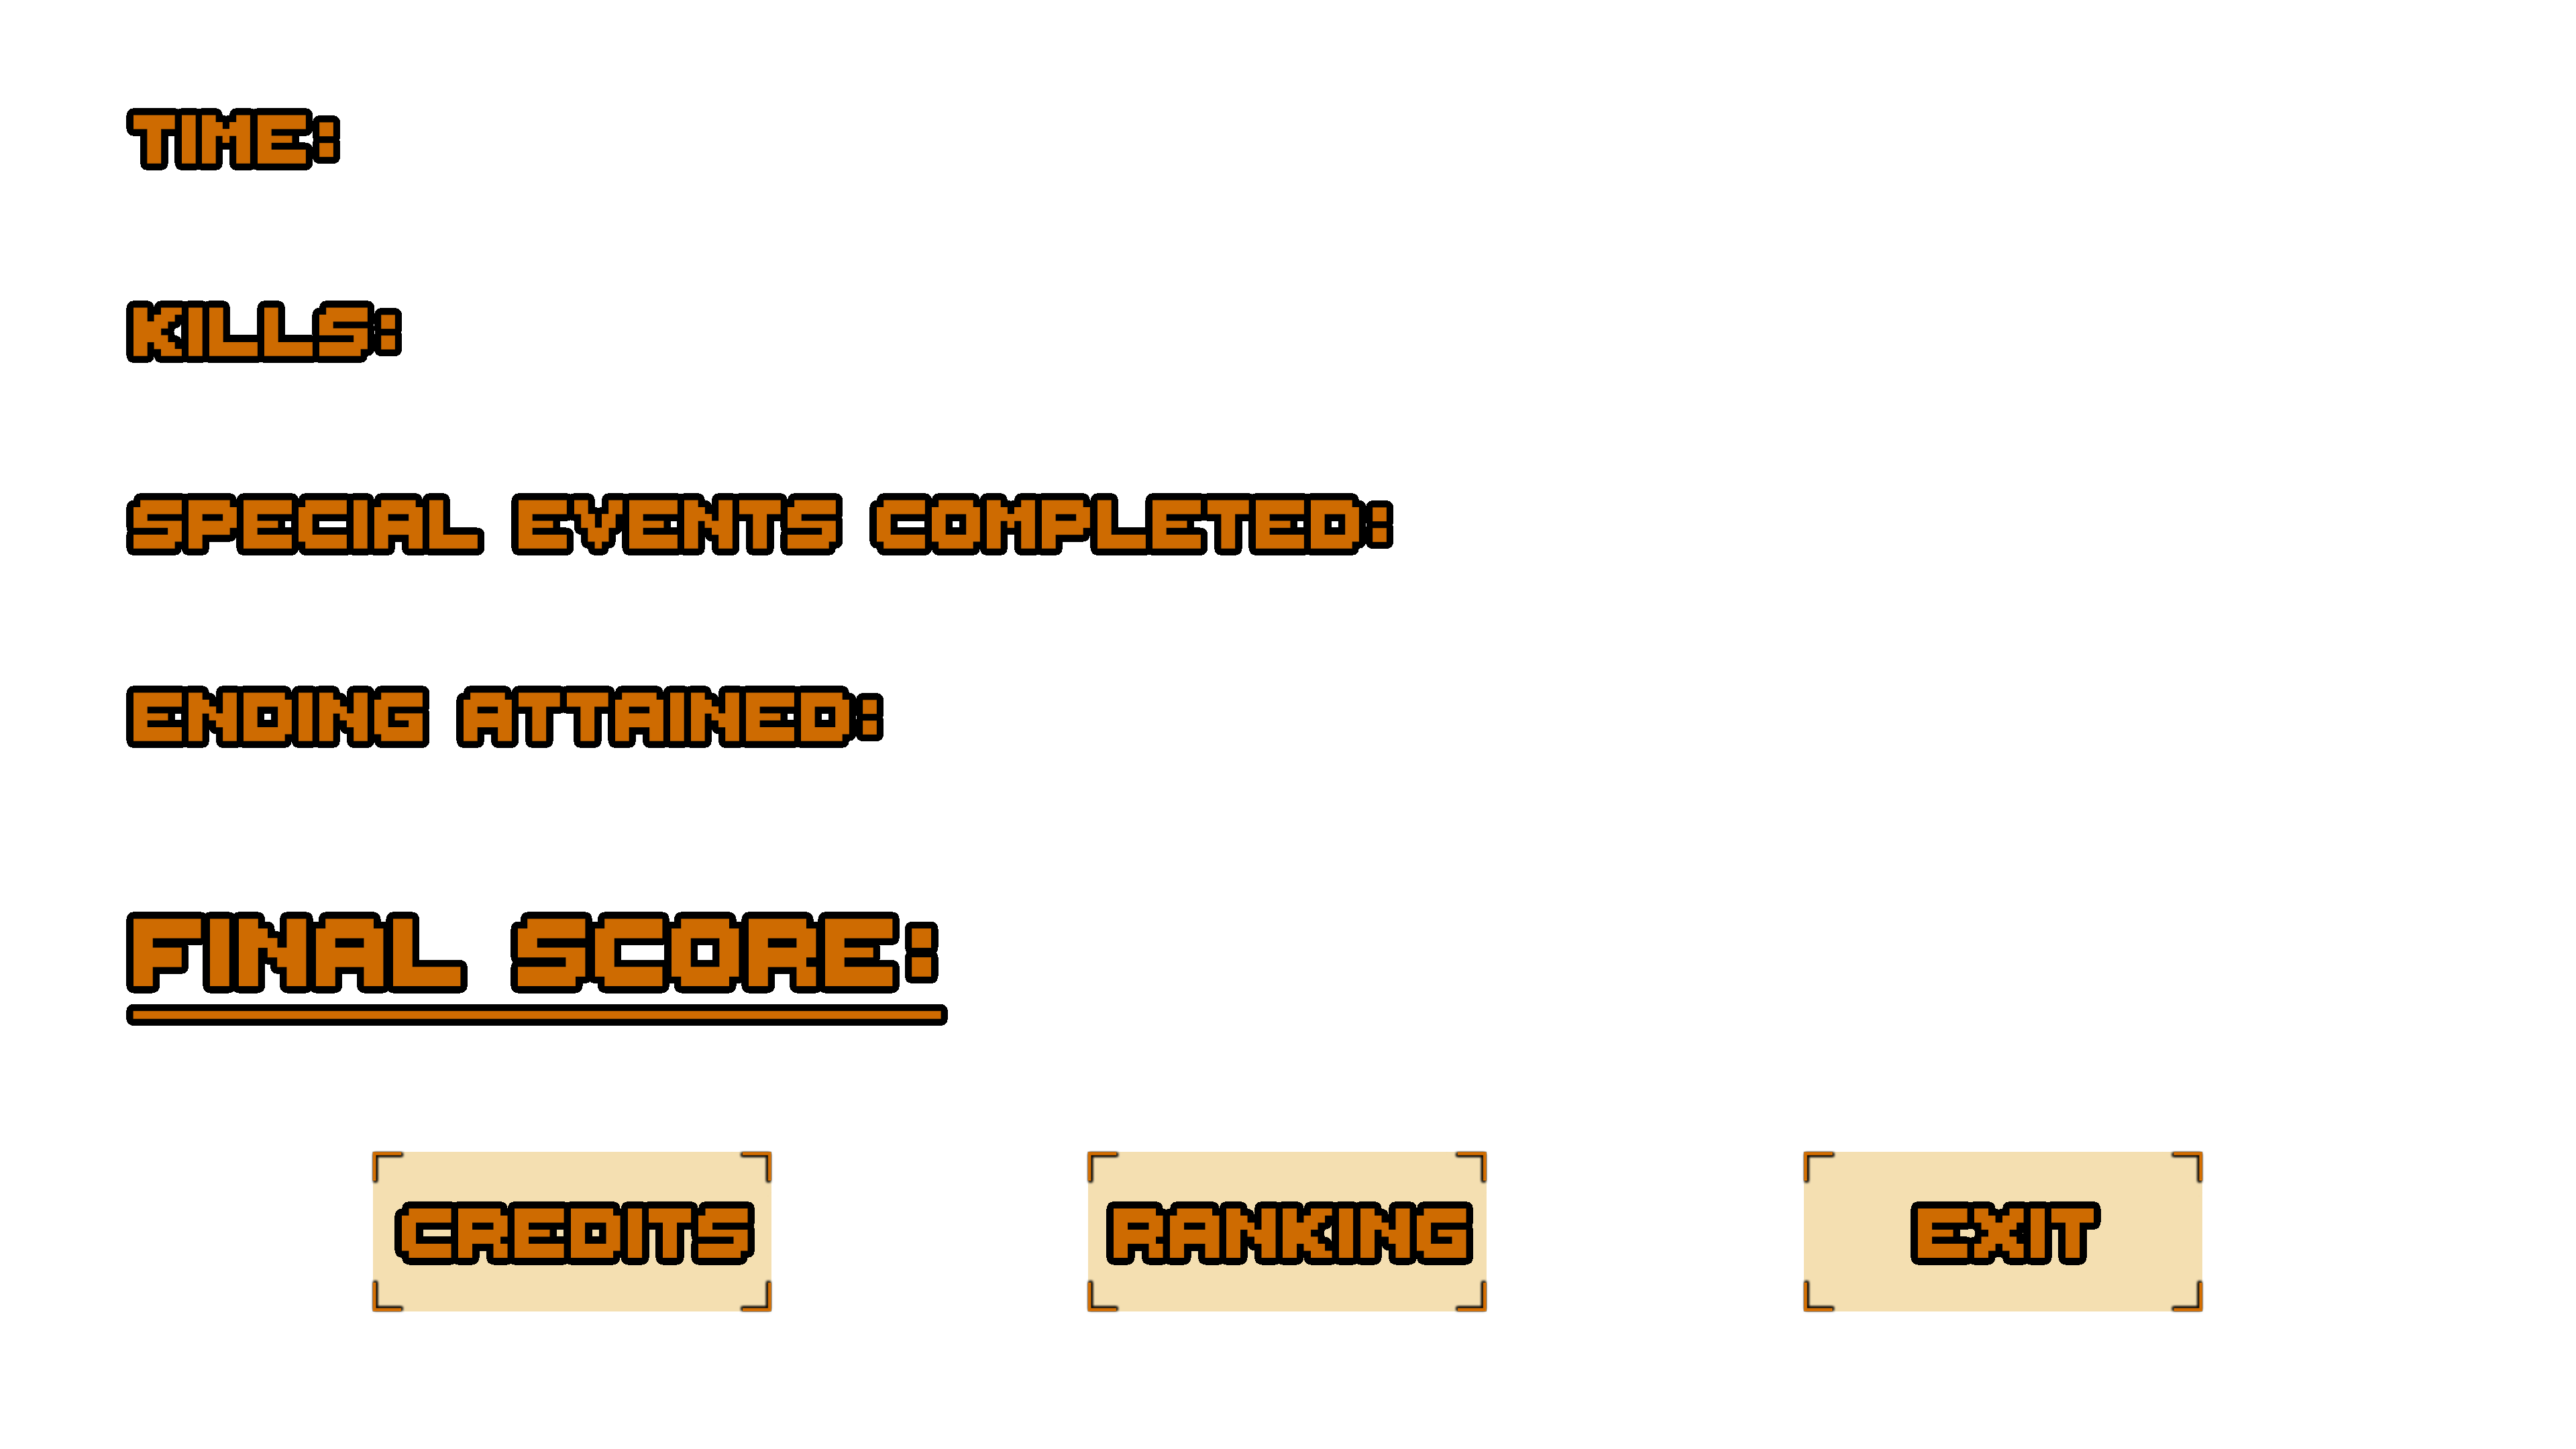 TIME:
KILLS:
SPECIAL EVENTS COMPLETED:
ENDING ATTAINED:
FINAL SCORE:
CREDITS
RANKING
EXIT